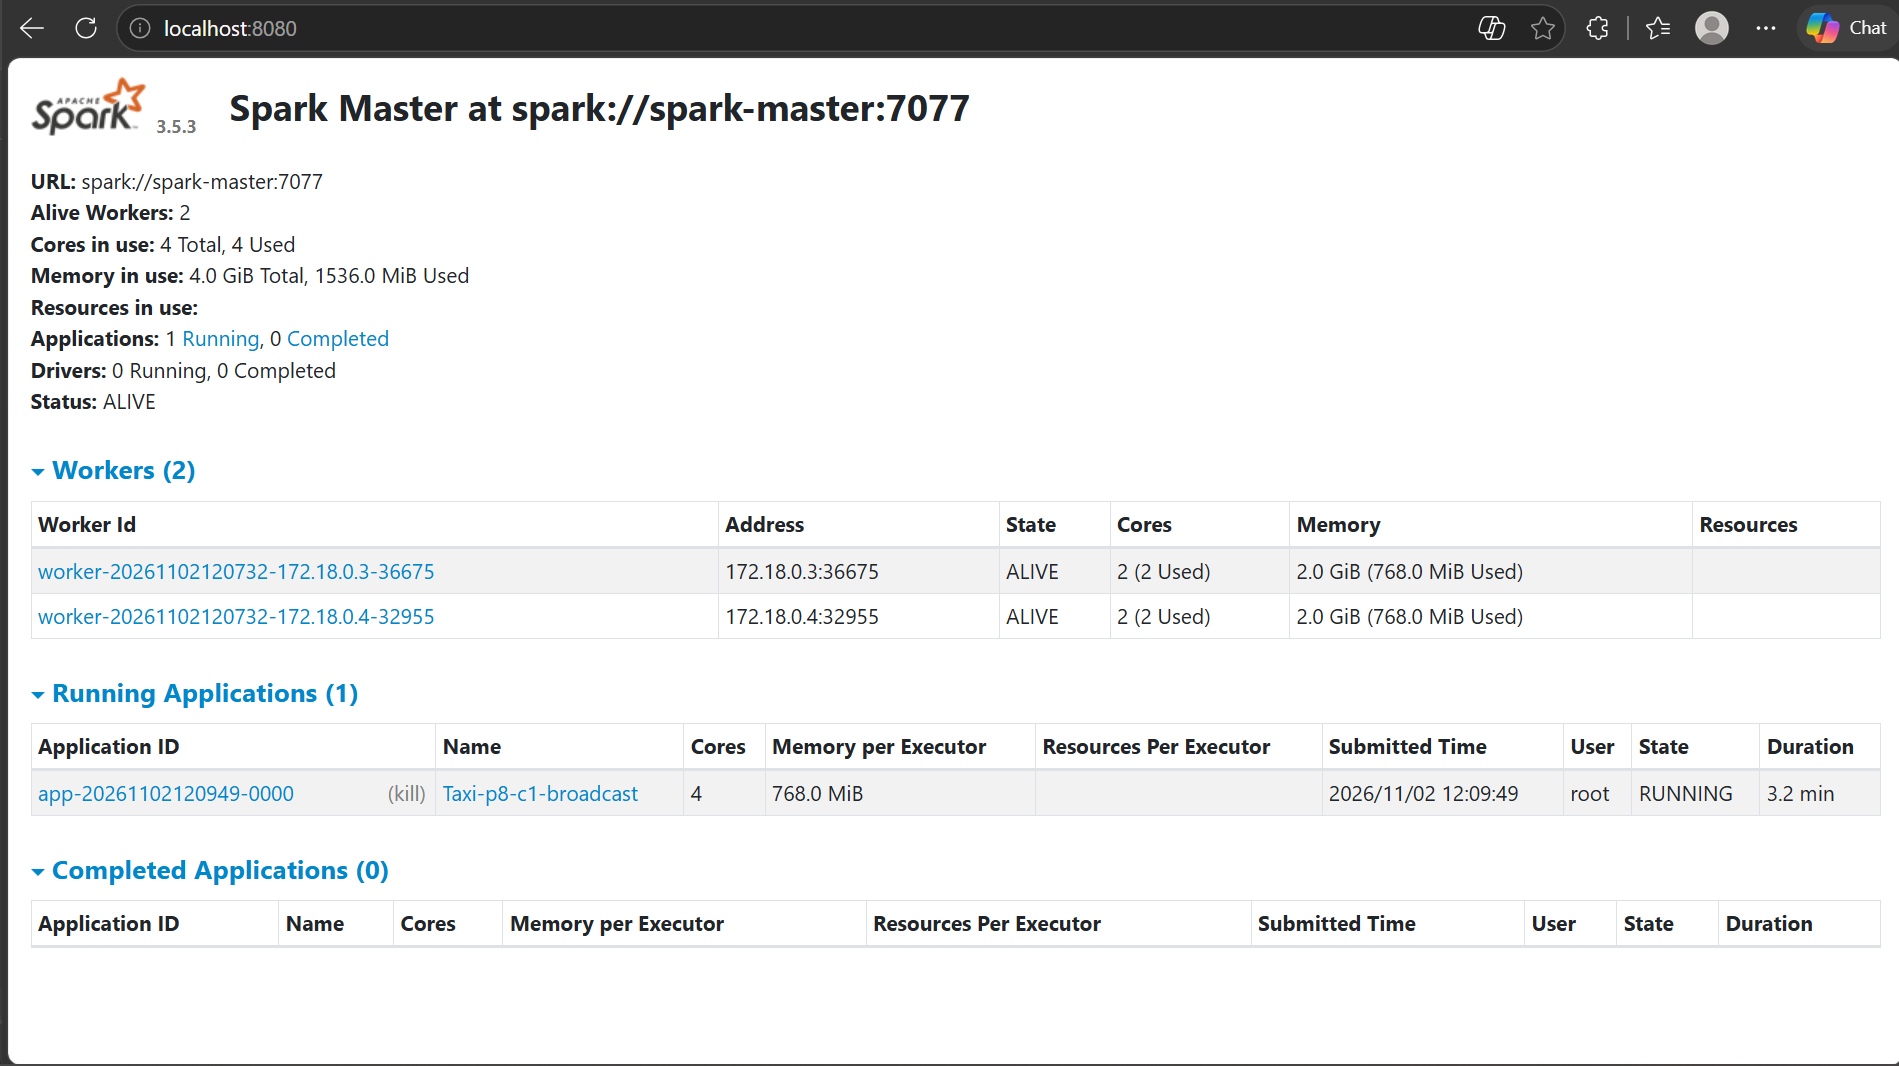 localhost:8080
Chat
APACHE
Spark
3.5.3
Spark Master at spark://spark-master:7077
URL: spark://spark-master:7077
Alive Workers: 2
Cores in use: 4 Total, 4 Used
Memory in use: 4.0 GiB Total, 1536.0 MiB Used
Resources in use:
Applications: 1 Running, 0 Completed
Drivers: 0 Running, 0 Completed
Status: ALIVE
Workers (2)
Worker Id Address State Cores Memory Resources
worker-20261102120732-172.18.0.3-36675 172.18.0.3:36675 ALIVE 2 (2 Used) 2.0 GiB (768.0 MiB Used)
worker-20261102120732-172.18.0.4-32955 172.18.0.4:32955 ALIVE 2 (2 Used) 2.0 GiB (768.0 MiB Used)
Running Applications (1)
Application ID Name Cores Memory per Executor Resources Per Executor Submitted Time User State Duration
app-20261102120949-0000 (kill) Taxi-p8-c1-broadcast 4 768.0 MiB 2026/11/02 12:09:49 root RUNNING 3.2 min
Completed Applications (0)
Application ID Name Cores Memory per Executor Resources Per Executor Submitted Time User State Duration